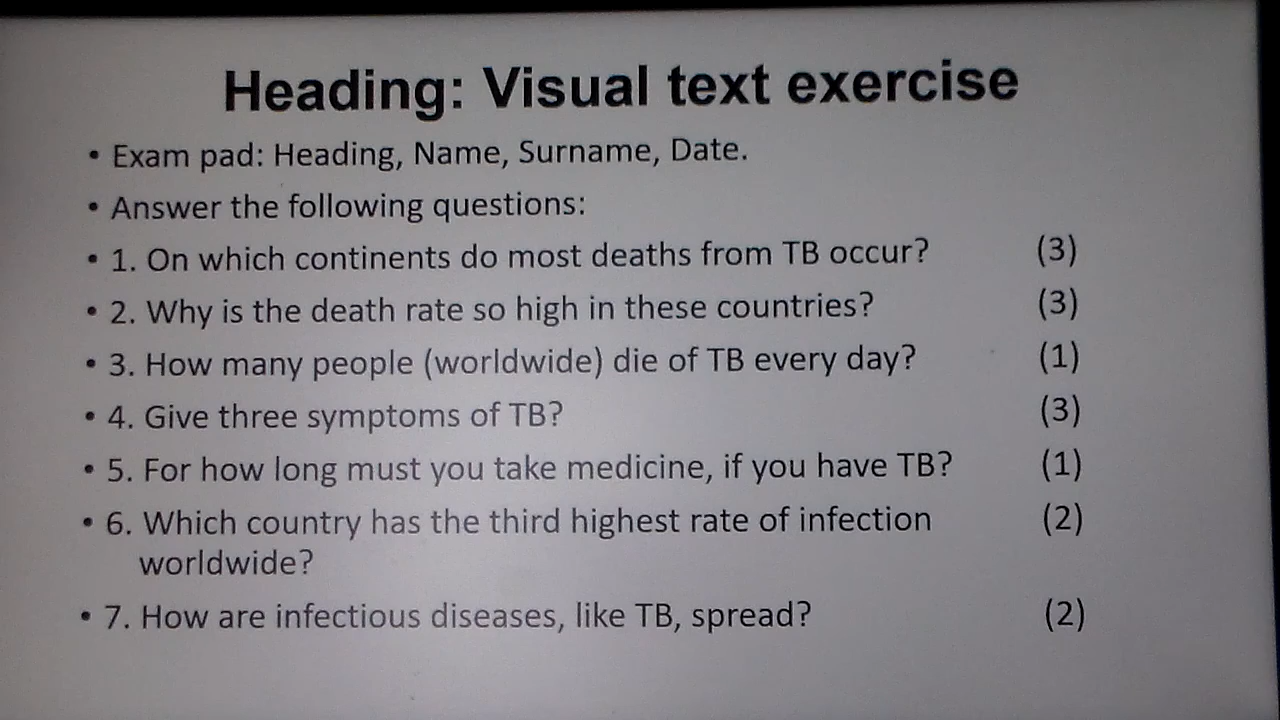 Heading: Visual text exercise
• Exam pad: Heading, Name, Surname, Date.
• Answer the following questions:
• 1. On which continents do most deaths from TB occur? (3)
• 2. Why is the death rate so high in these countries? (3)
• 3. How many people (worldwide) die of TB every day? (1)
• 4. Give three symptoms of TB? (3)
• 5. For how long must you take medicine, if you have TB? (1)
• 6. Which country has the third highest rate of infection (2)
worldwide?
• 7. How are infectious diseases, like TB, spread? (2)